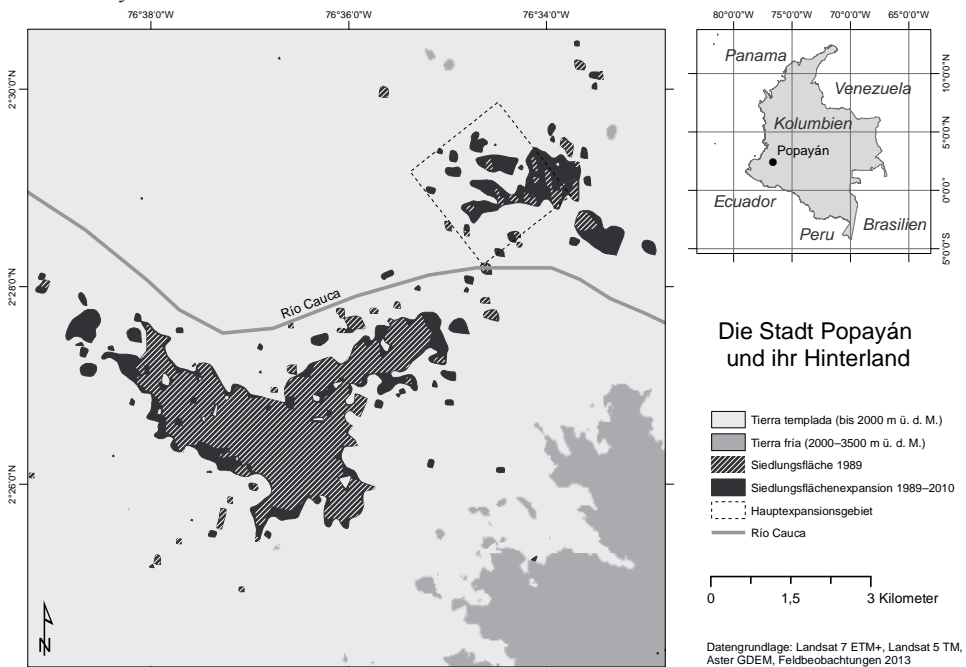 76°38'0"W
76°36'0"W
76°34'0"W
2°30'0"N
2°28'0"N
2°26'0"N
Río Cauca
N
80°0'0"W
75°0'0"W
70°0'0"W
65°0'0"W
10°0'0"N
5°0'0"N
0°0'0"
5°0'0"S
Panama
Venezuela
Kolumbien
Popayán
Ecuador
Peru
Brasilien
Die Stadt Popayán
und ihr Hinterland
Tierra templada (bis 2000 m ü. d. M.)
Tierra fría (2000–3500 m ü. d. M.)
Siedlungsfläche 1989
Siedlungsflächenexpansion 1989–2010
Hauptexpansionsgebiet
Río Cauca
0 1,5 3 Kilometer
Datengrundlage: Landsat 7 ETM+, Landsat 5 TM,
Aster GDEM, Feldbeobachtungen 2013